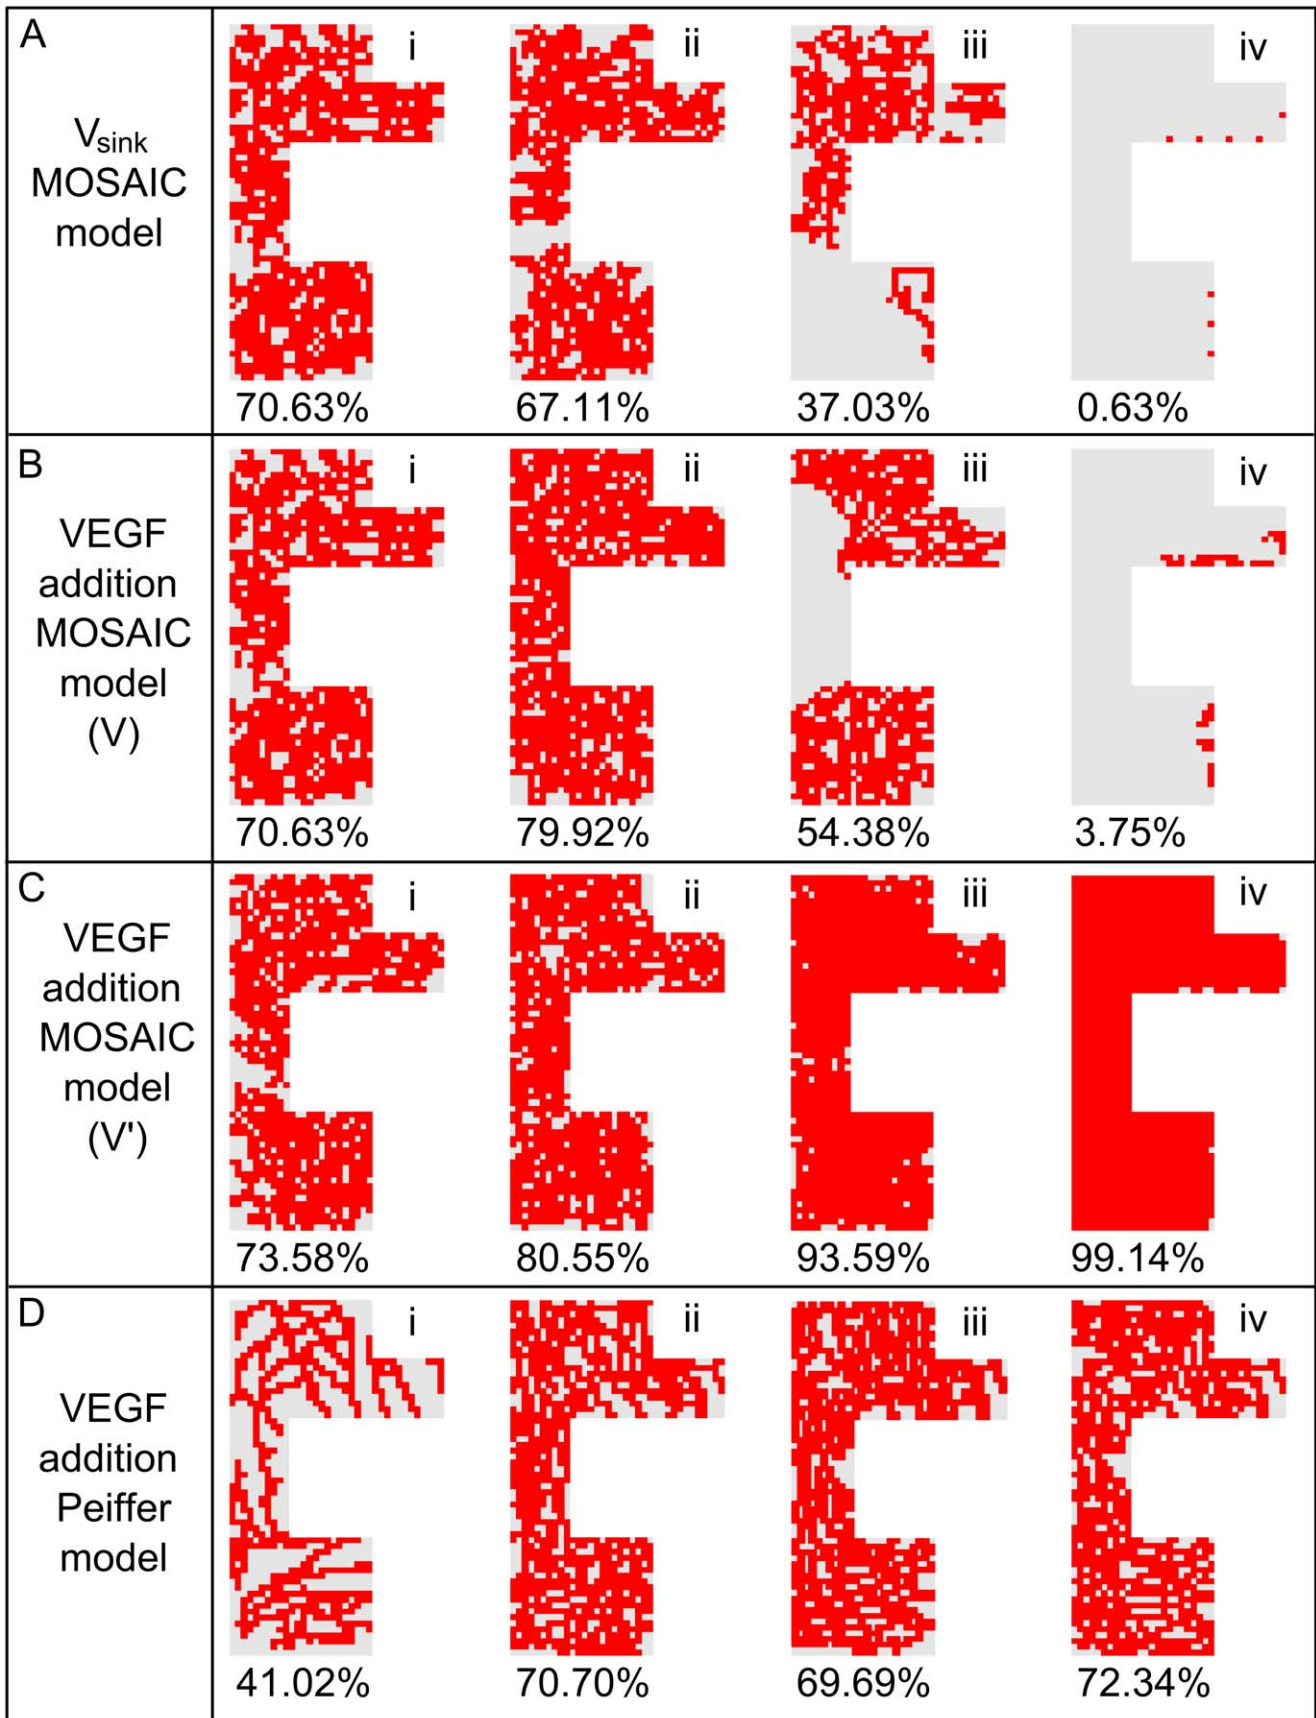 A
V_sink
MOSAIC
model
i
ii
iii
iv
70.63%
67.11%
37.03%
0.63%
B
VEGF
addition
MOSAIC
model
(V)
i
ii
iii
iv
70.63%
79.92%
54.38%
3.75%
C
VEGF
addition
MOSAIC
model
(V')
i
ii
iii
iv
73.58%
80.55%
93.59%
99.14%
D
VEGF
addition
Peiffer
model
i
ii
iii
iv
41.02%
70.70%
69.69%
72.34%